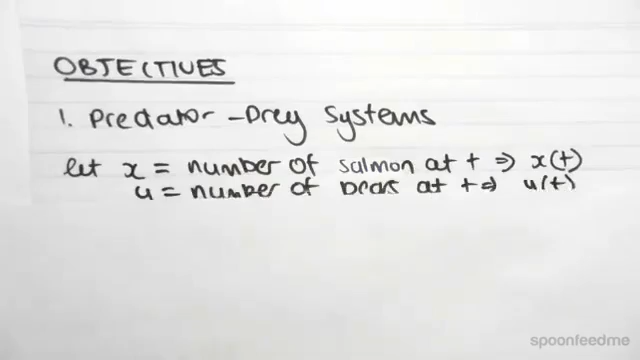 OBJECTIVES
1. Predator - Prey Systems
let x = number of salmon at t ⇒ x(t)
y = number of bears at t ⇒ y(t)
spoonfeedme